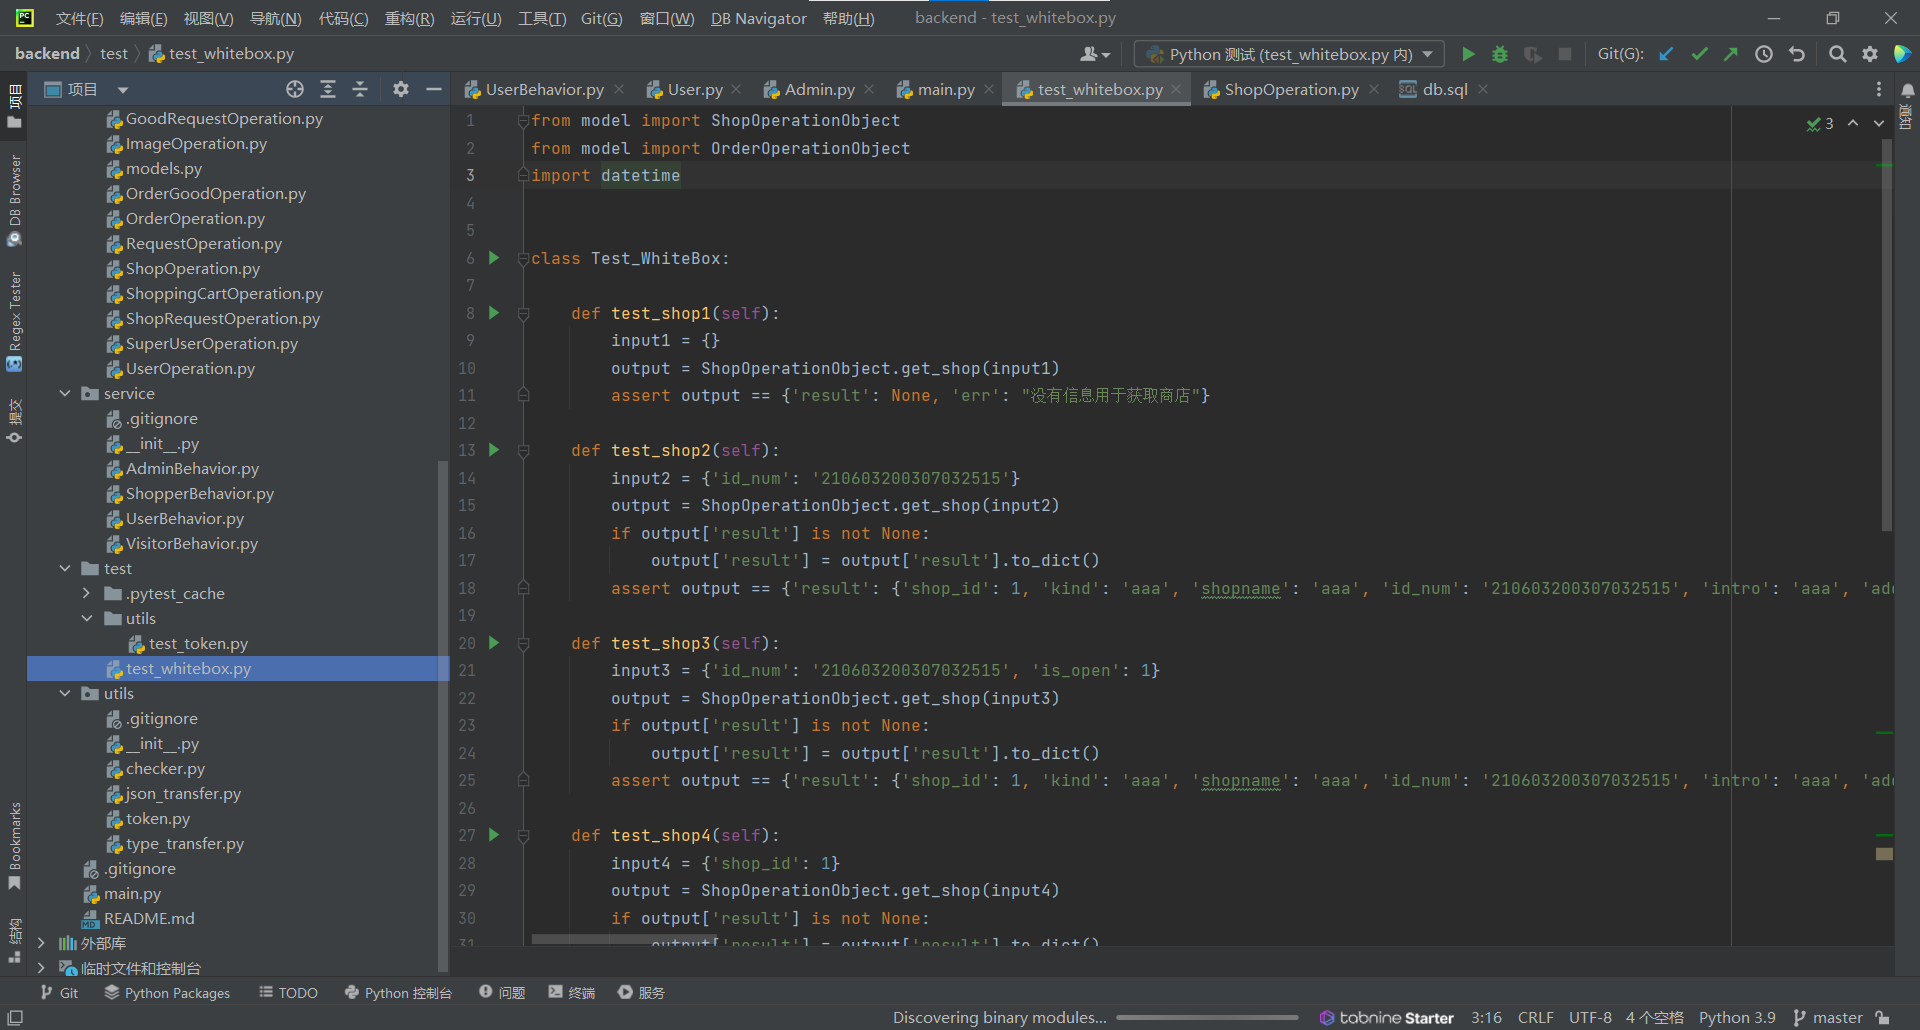 文件(F) 编辑(E) 视图(V) 导航(N) 代码(C) 重构(R) 运行(U) 工具(T) Git(G) 窗口(W) DB Navigator 帮助(H) backend - test_whitebox.py
backend test test_whitebox.py Python 测试 (test_whitebox.py 内) Git(G):
项目
UserBehavior.py User.py Admin.py main.py test_whitebox.py ShopOperation.py db.sql
项目
DB Browser
Regex Tester
提交
Bookmarks
结构
通知
GoodRequestOperation.py
ImageOperation.py
models.py
OrderGoodOperation.py
OrderOperation.py
RequestOperation.py
ShopOperation.py
ShoppingCartOperation.py
ShopRequestOperation.py
SuperUserOperation.py
UserOperation.py
service
.gitignore
__init__.py
AdminBehavior.py
ShopperBehavior.py
UserBehavior.py
VisitorBehavior.py
test
.pytest_cache
utils
test_token.py
test_whitebox.py
utils
.gitignore
__init__.py
checker.py
json_transfer.py
token.py
type_transfer.py
.gitignore
main.py
README.md
外部库
临时文件和控制台
3
1 from model import ShopOperationObject
2 from model import OrderOperationObject
3 import datetime
4
5
6 class Test_WhiteBox:
7
8 def test_shop1(self):
9 input1 = {}
10 output = ShopOperationObject.get_shop(input1)
11 assert output == {'result': None, 'err': "没有信息用于获取商店"}
12
13 def test_shop2(self):
14 input2 = {'id_num': '210603200307032515'}
15 output = ShopOperationObject.get_shop(input2)
16 if output['result'] is not None:
17 output['result'] = output['result'].to_dict()
18 assert output == {'result': {'shop_id': 1, 'kind': 'aaa', 'shopname': 'aaa', 'id_num': '210603200307032515', 'intro': 'aaa', 'add
19
20 def test_shop3(self):
21 input3 = {'id_num': '210603200307032515', 'is_open': 1}
22 output = ShopOperationObject.get_shop(input3)
23 if output['result'] is not None:
24 output['result'] = output['result'].to_dict()
25 assert output == {'result': {'shop_id': 1, 'kind': 'aaa', 'shopname': 'aaa', 'id_num': '210603200307032515', 'intro': 'aaa', 'add
26
27 def test_shop4(self):
28 input4 = {'shop_id': 1}
29 output = ShopOperationObject.get_shop(input4)
30 if output['result'] is not None:
31 output['result'] = output['result'].to_dict()
Git Python Packages TODO Python 控制台 问题 终端 服务
Discovering binary modules... tabnine Starter 3:16 CRLF UTF-8 4 个空格 Python 3.9 master